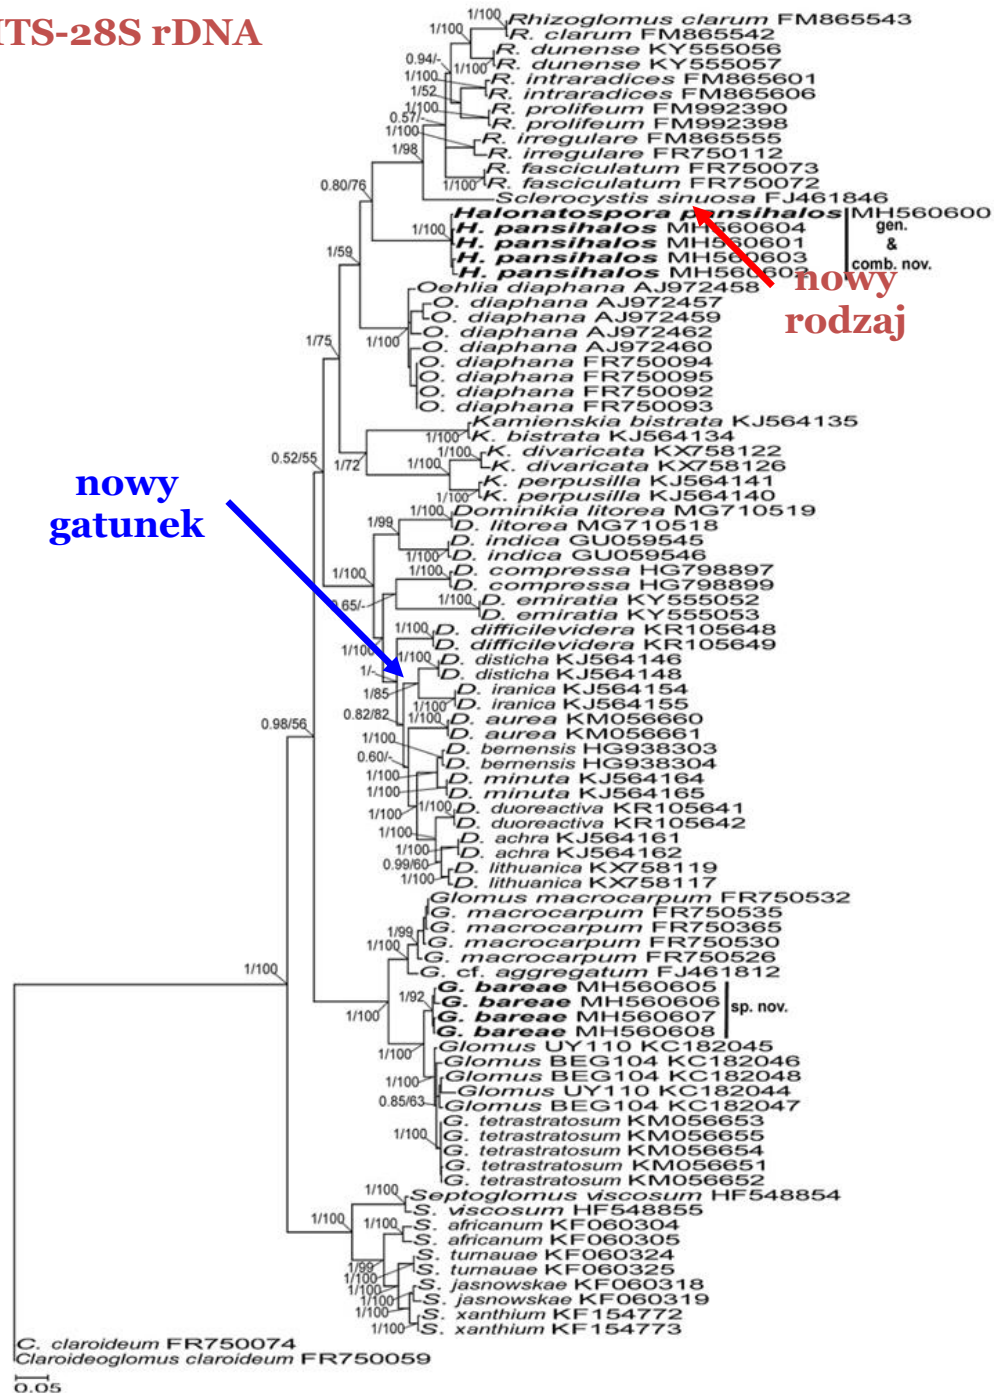 ITS-28S rDNA
1/100
Rhizoglomus clarum FM865543
1/100
R. clarum FM865542
R. dunense KY555056
0.94/-
1/100
R. dunense KY555057
1/100
R. intraradices FM865601
1/52
R. intraradices FM865606
1/100
R. prolifeum FM992390
0.57/-
R. prolifeum FM992398
1/100
R. irregulare FM865555
1/98
R. irregulare FR750112
R. fasciculatum FR750073
0.80/76
1/100
R. fasciculatum FR750072
Sclerocystis sinuosa FJ461846
Halonatospora pansihalos MH560600
1/100
H. pansihalos MH560604
gen.
H. pansihalos MH560601
&
1/59
H. pansihalos MH560603
comb. nov.
H. pansihalos MH560602
nowy
rodzaj
Oehlia diaphana AJ972458
O. diaphana AJ972457
O. diaphana AJ972459
1/75
1/100
O. diaphana AJ972462
O. diaphana AJ972460
O. diaphana FR750094
O. diaphana FR750095
O. diaphana FR750092
O. diaphana FR750093
Kamienskia bistrata KJ564135
1/100
K. bistrata KJ564134
0.52/55
1/72
K. divaricata KX758122
1/100
1/100
K. divaricata KX758126
nowy
gatunek
K. perpusilla KJ564141
1/100
K. perpusilla KJ564140
1/100
Dominikia litorea MG710519
1/99
D. litorea MG710518
D. indica GU059545
1/100
D. indica GU059546
1/100
1/100
D. compressa HG798897
D. compressa HG798899
0.65/-
1/100
D. emiratia KY555052
D. emiratia KY555053
1/100
D. difficilevidera KR105648
1/100
D. difficilevidera KR105649
1/100
D. disticha KJ564146
1/-
D. disticha KJ564148
1/85
D. iranica KJ564154
1/100
D. iranica KJ564155
0.82/82
1/100
D. aurea KM056660
0.98/56
D. aurea KM056661
1/100
D. bernensis HG938303
0.60/-
D. bernensis HG938304
1/100
D. minuta KJ564164
1/100
D. minuta KJ564165
1/100
1/100
D. duoreactiva KR105641
D. duoreactiva KR105642
1/100
1/100
D. achra KJ564161
D. achra KJ564162
0.99/60
D. lithuanica KX758119
1/100
D. lithuanica KX758117
Glomus macrocarpum FR750532
G. macrocarpum FR750535
1/99
G. macrocarpum FR750365
1/100
G. macrocarpum FR750530
G. macrocarpum FR750526
1/100
G. cf. aggregatum FJ461812
G. bareae MH560605
1/92
G. bareae MH560606
sp. nov.
1/100
G. bareae MH560607
G. bareae MH560608
1/100
Glomus UY110 KC182045
Glomus BEG104 KC182046
1/100
Glomus BEG104 KC182048
Glomus UY110 KC182044
0.85/63
Glomus BEG104 KC182047
G. tetrastratosum KM056653
1/100
G. tetrastratosum KM056655
G. tetrastratosum KM056654
G. tetrastratosum KM056651
G. tetrastratosum KM056652
1/100
Septoglomus viscosum HF548854
S. viscosum HF548855
1/100
1/100
S. africanum KF060304
S. africanum KF060305
S. turnauae KF060324
1/99
1/100
S. turnauae KF060325
1/100
S. jasnowskae KF060318
1/100
S. jasnowskae KF060319
1/100
S. xanthium KF154772
1/100
S. xanthium KF154773
C. claroideum FR750074
Claroideoglomus claroideum FR750059
0.05